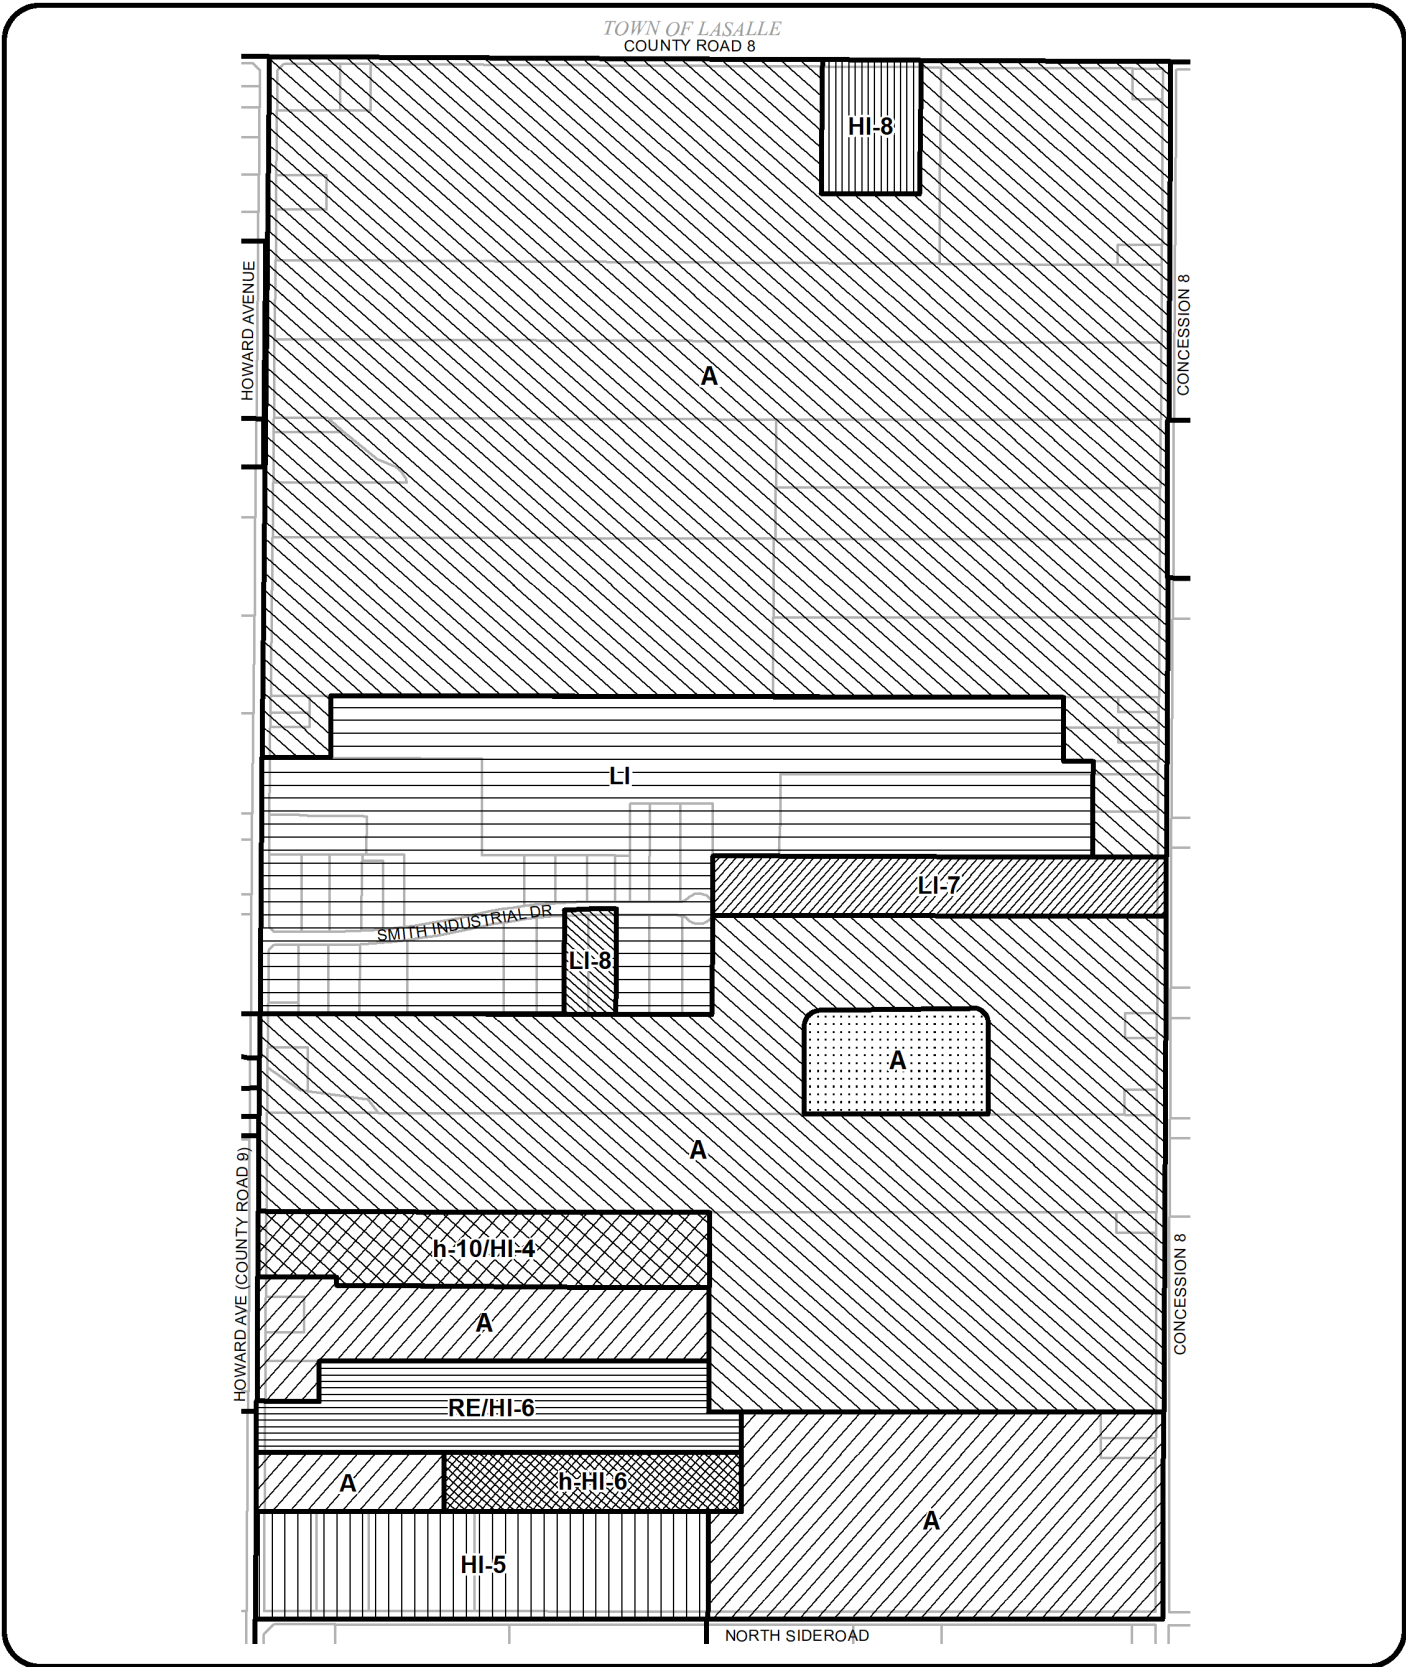 TOWN OF LASALLE
COUNTY ROAD 8
HI-8
HOWARD AVENUE
CONCESSION 8
A
LI
LI-7
SMITH INDUSTRIAL DR
LI-8
A
A
HOWARD AVE (COUNTY ROAD 9)
CONCESSION 8
h-10/HI-4
A
RE/HI-6
A
h-HI-6
A
HI-5
NORTH SIDEROAD